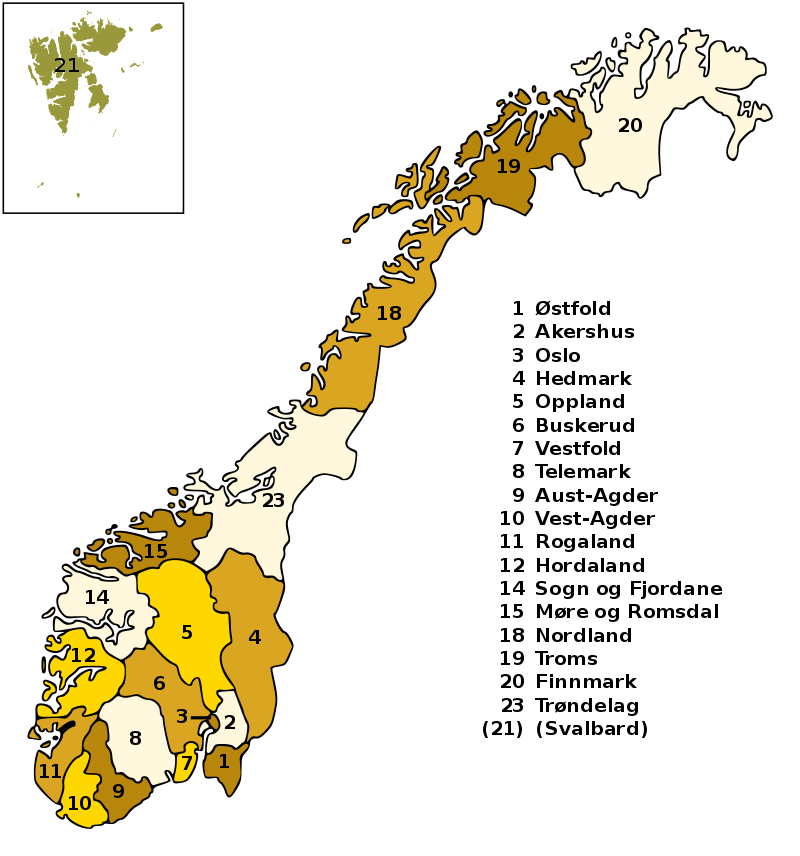 21
20
19
18
1 Østfold
2 Akershus
3 Oslo
4 Hedmark
5 Oppland
6 Buskerud
7 Vestfold
8 Telemark
9 Aust-Agder
10 Vest-Agder
11 Rogaland
12 Hordaland
14 Sogn og Fjordane
15 Møre og Romsdal
18 Nordland
19 Troms
20 Finnmark
23 Trøndelag
(21) (Svalbard)
23
15
14
5
4
12
6
3
2
8
1
7
11
9
10